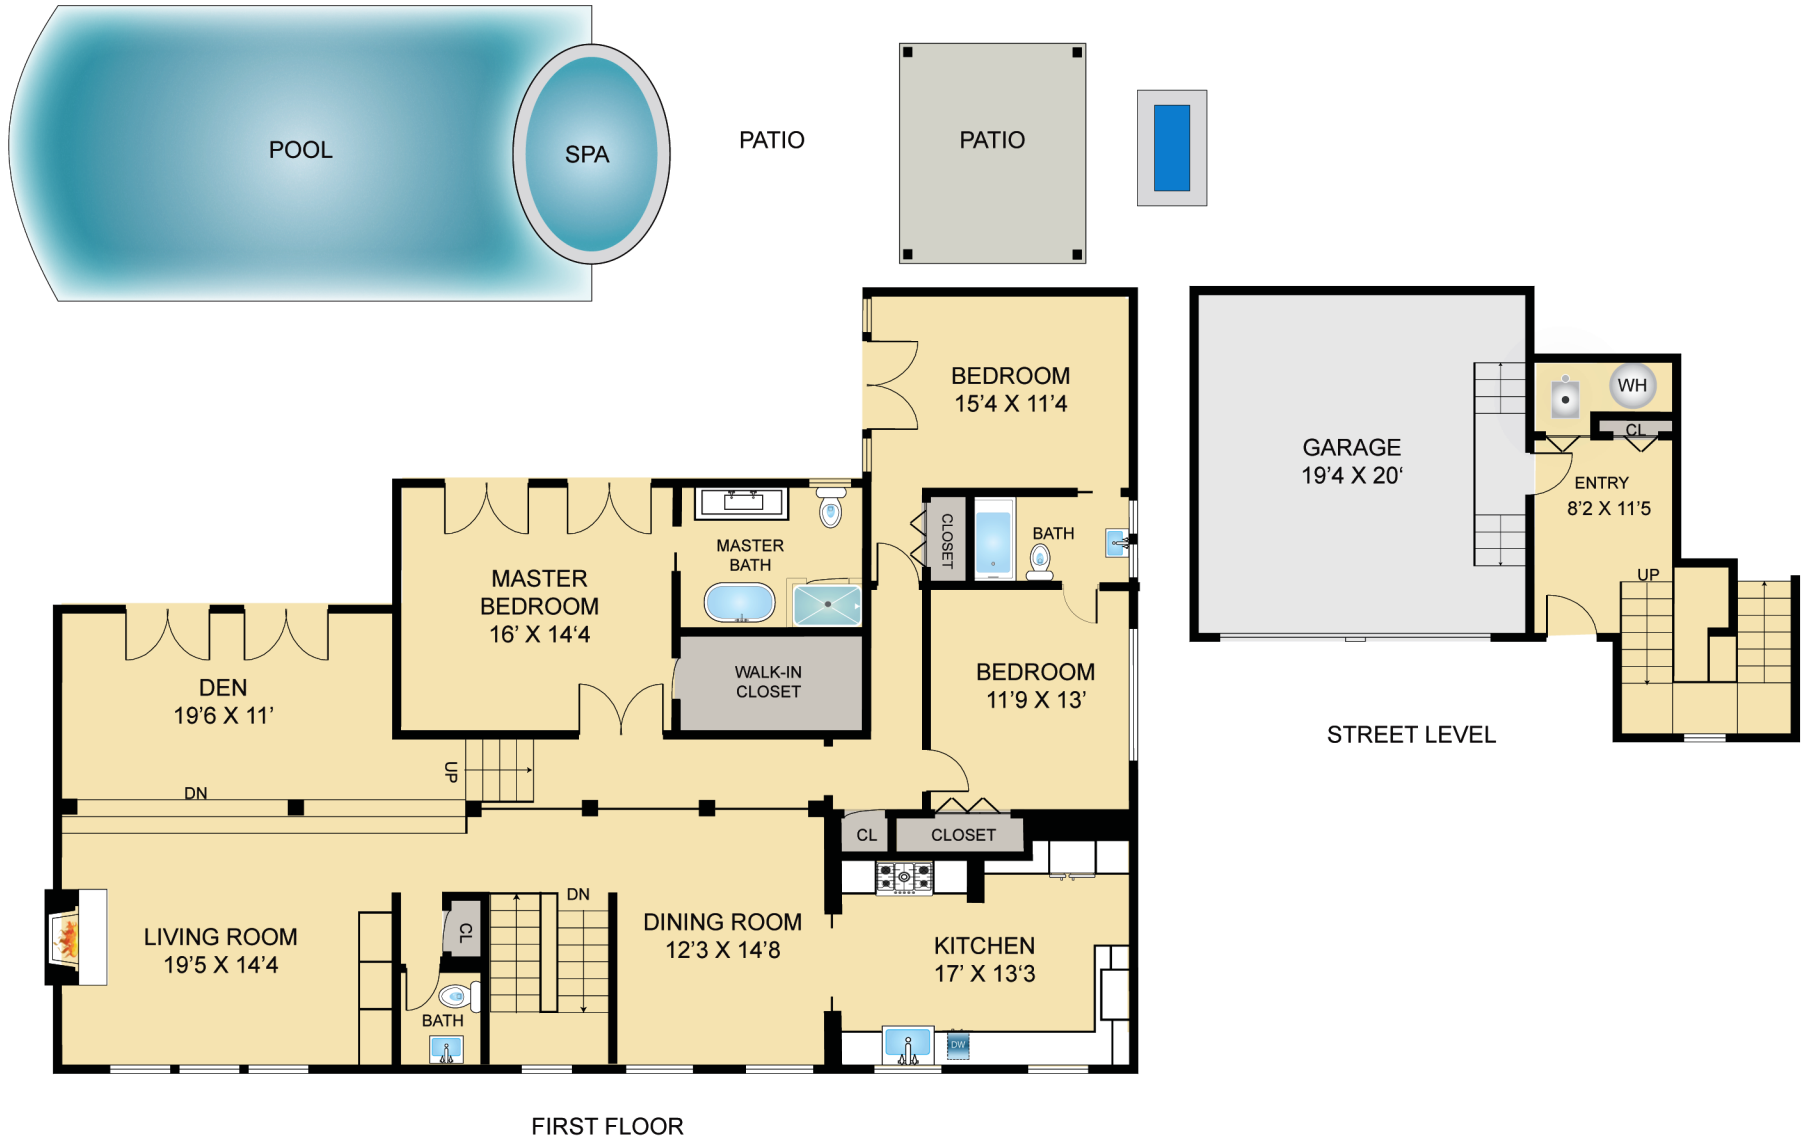 POOL
SPA
PATIO
PATIO
BEDROOM
15’4 X 11’4
WH
CL
GARAGE
19’4 X 20‘
ENTRY
8’2 X 11’5
UP
STREET LEVEL
CLOSET
BATH
MASTER
BATH
MASTER
BEDROOM
16’ X 14‘4
WALK-IN
CLOSET
BEDROOM
11’9 X 13’
DEN
19’6 X 11’
UP
DN
CL
CLOSET
DN
CL
LIVING ROOM
19’5 X 14’4
DINING ROOM
12’3 X 14’8
KITCHEN
17’ X 13‘3
BATH
DW
FIRST FLOOR